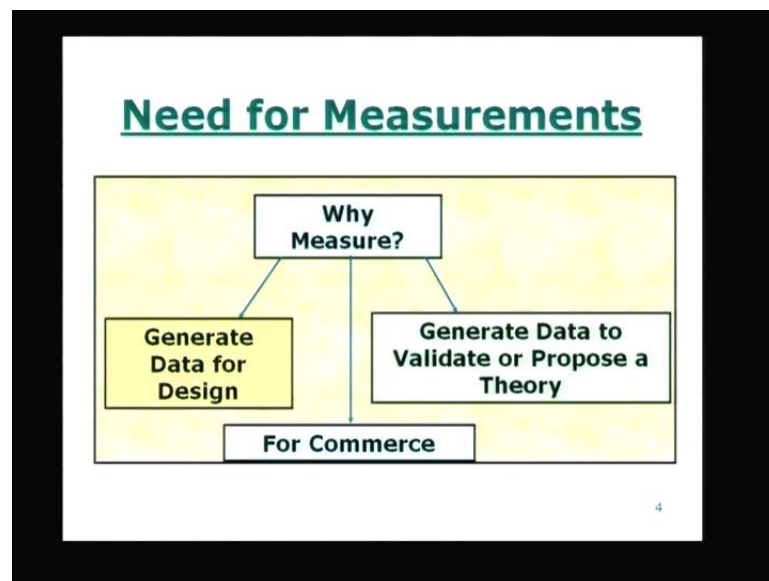 Need for Measurements
Why
Measure?
Generate
Data for
Design
Generate Data to
Validate or Propose a
Theory
For Commerce
4